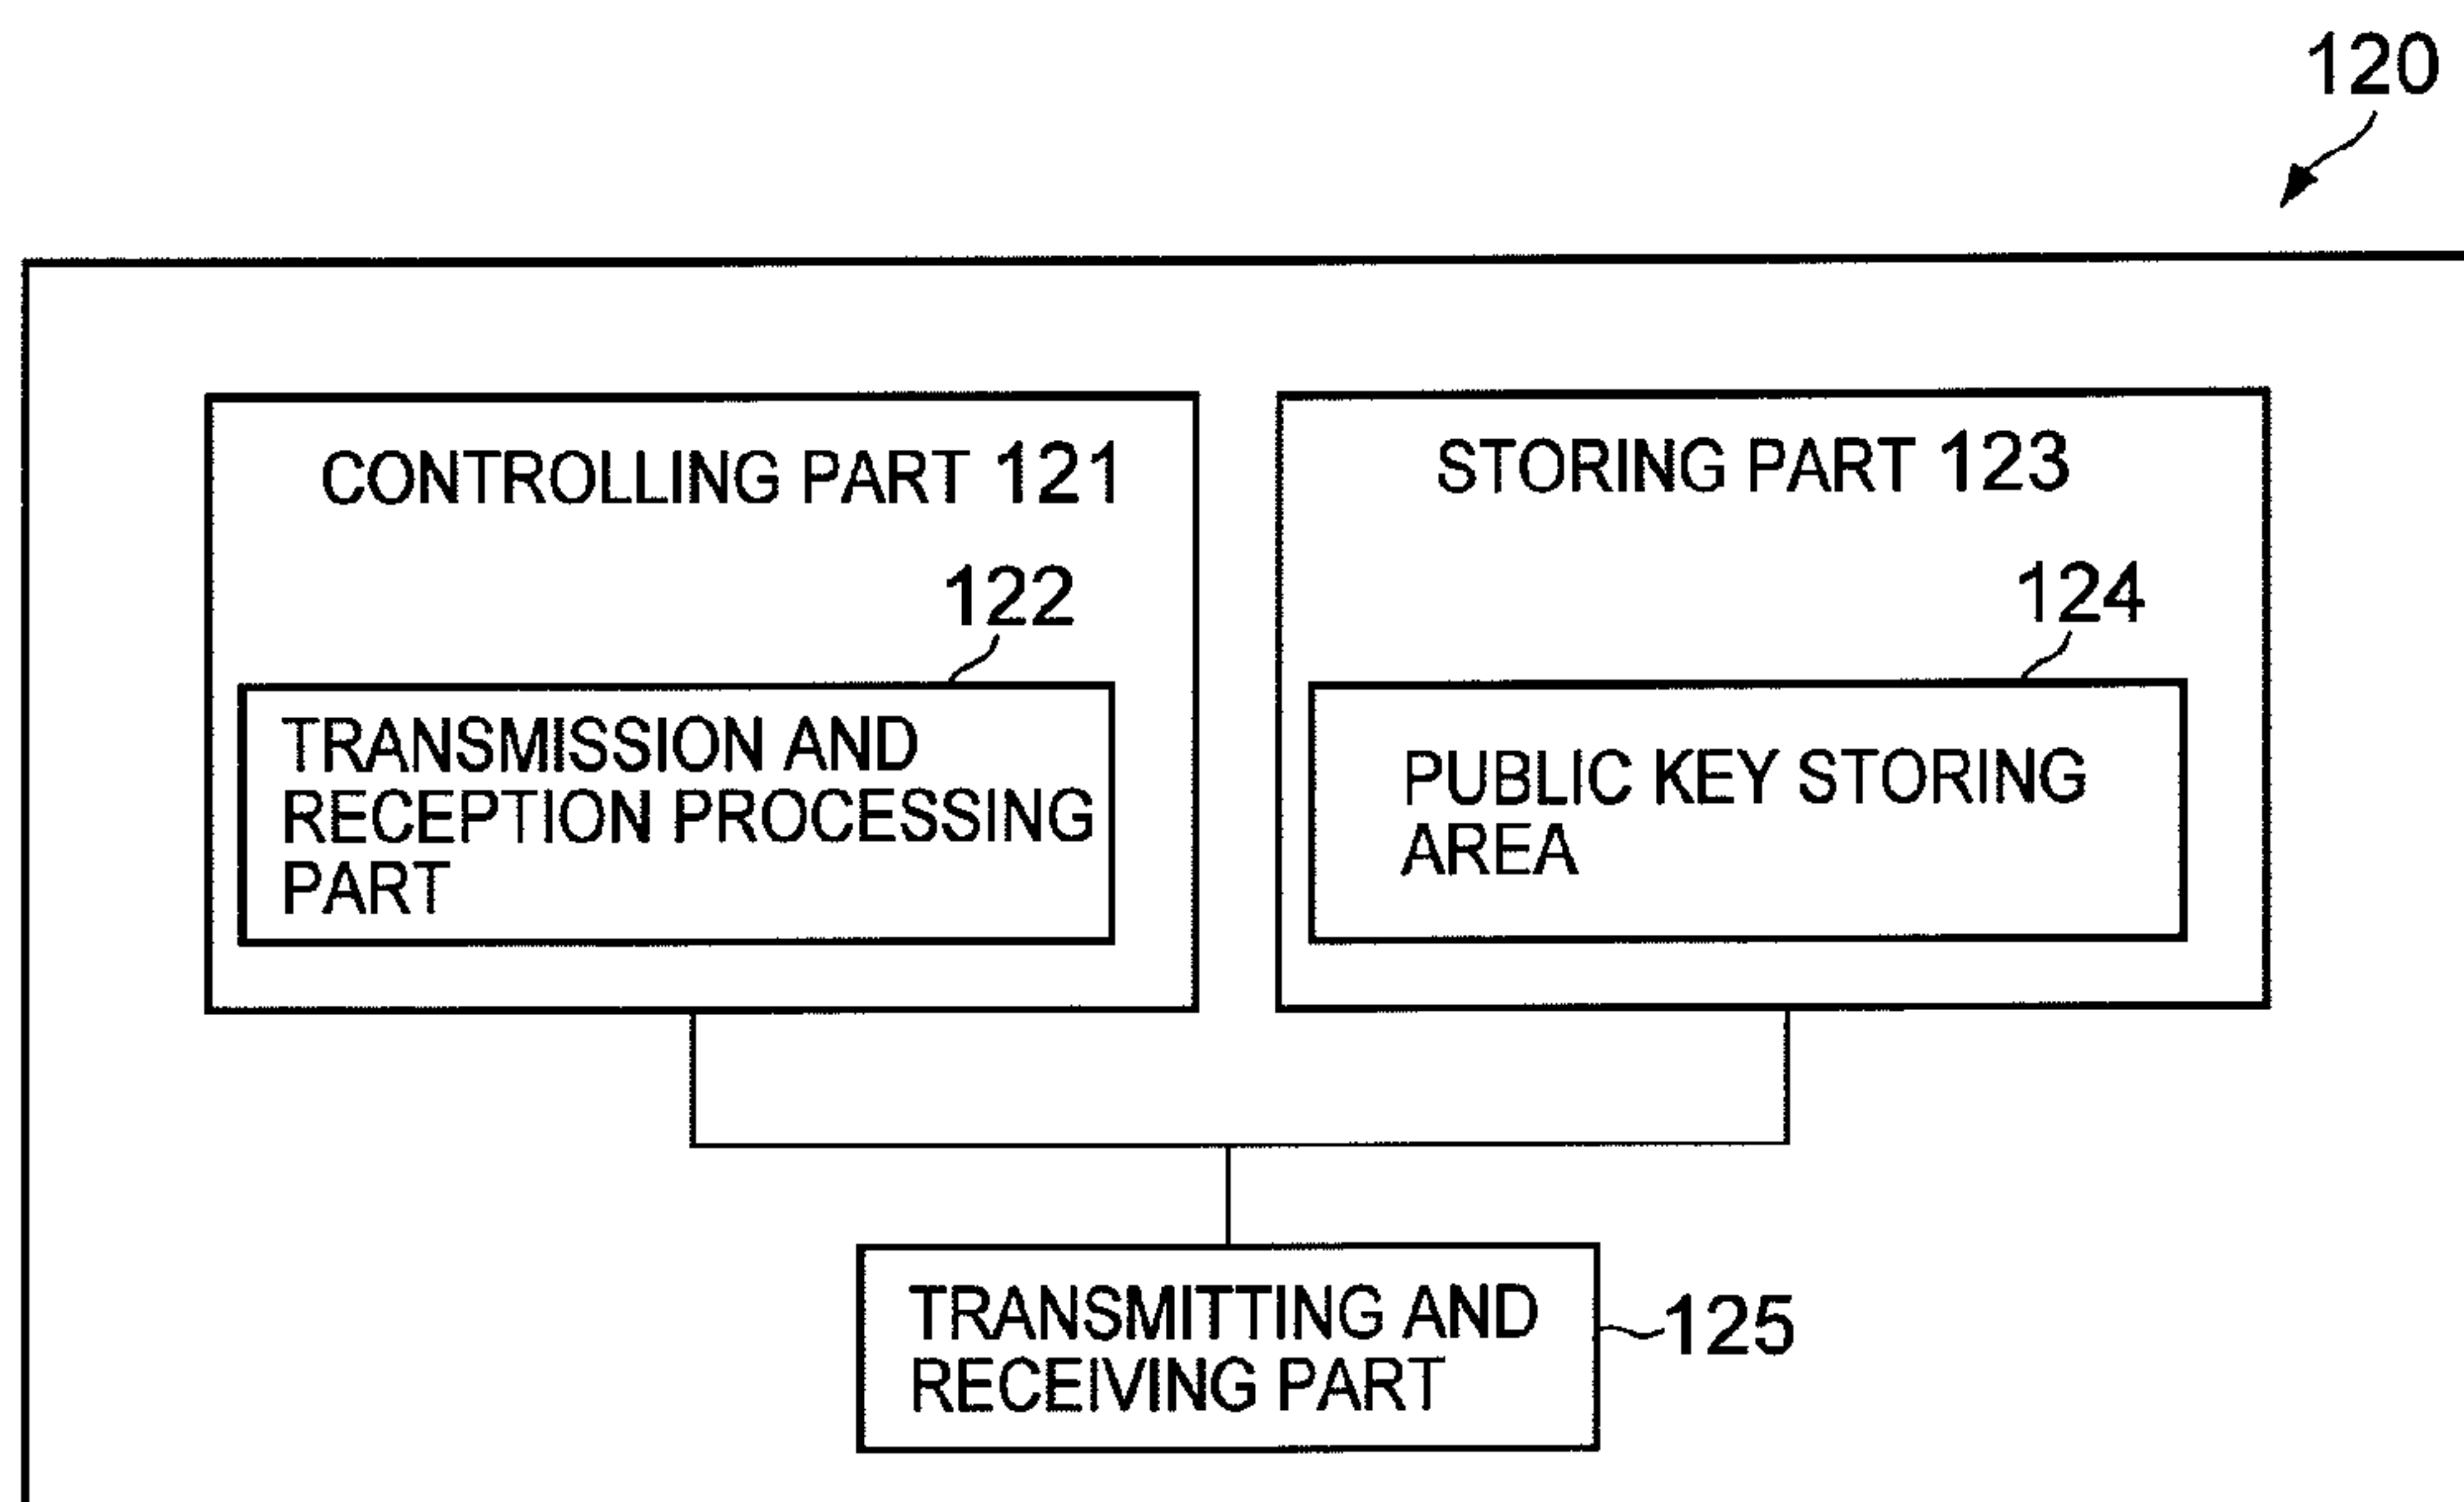 120
CONTROLLING PART 121
122
TRANSMISSION AND
RECEPTION PROCESSING
PART
STORING PART 123
124
PUBLIC KEY STORING
AREA
TRANSMITTING AND
RECEIVING PART
125